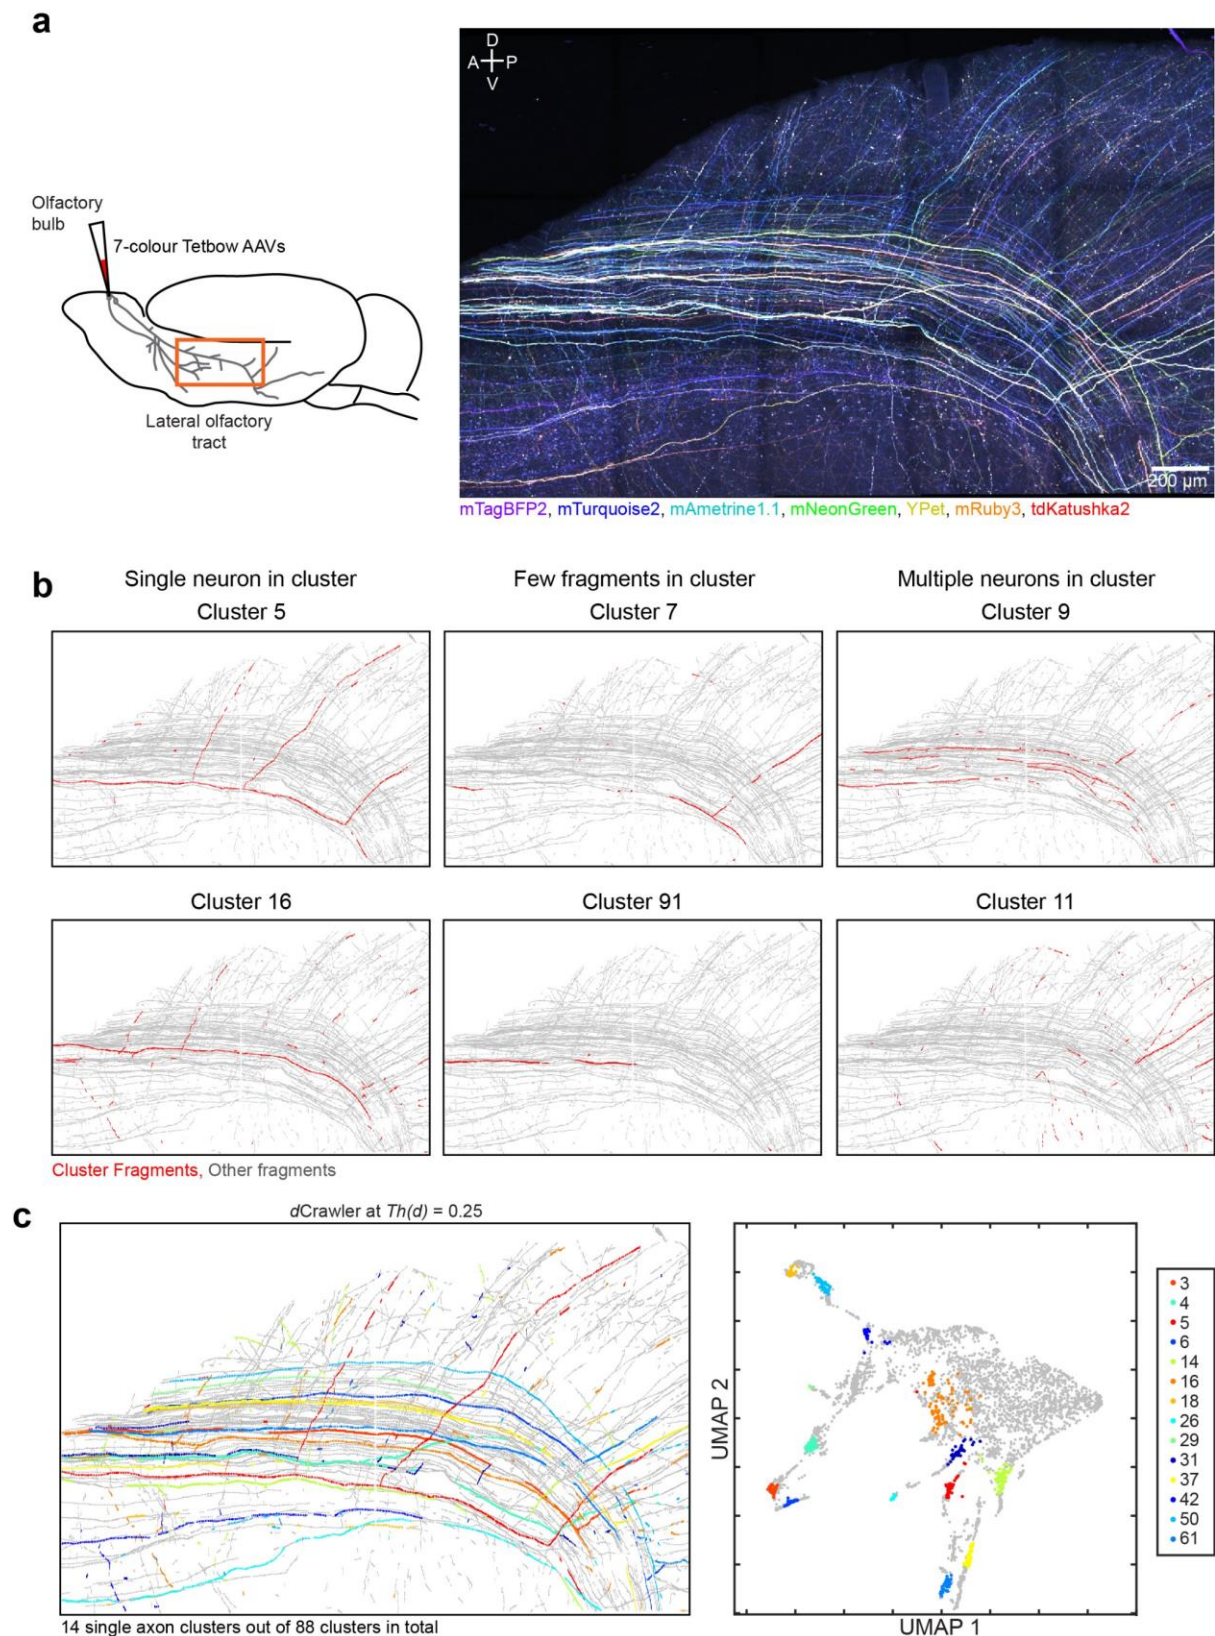 a
D
A P
V
Olfactory
bulb
7-colour Tetbow AAVs
Lateral olfactory
tract
200 µm
mTagBFP2, mTurquoise2, mAmetrine1.1, mNeonGreen, YPet, mRuby3, tdKatushka2
b
Single neuron in cluster
Few fragments in cluster
Multiple neurons in cluster
Cluster 5
Cluster 7
Cluster 9
Cluster 16
Cluster 91
Cluster 11
Cluster Fragments, Other fragments
c
dCrawler at Th(d) = 0.25
14 single axon clusters out of 88 clusters in total
UMAP 2
UMAP 1
3
4
5
6
14
16
18
26
29
31
37
42
50
61